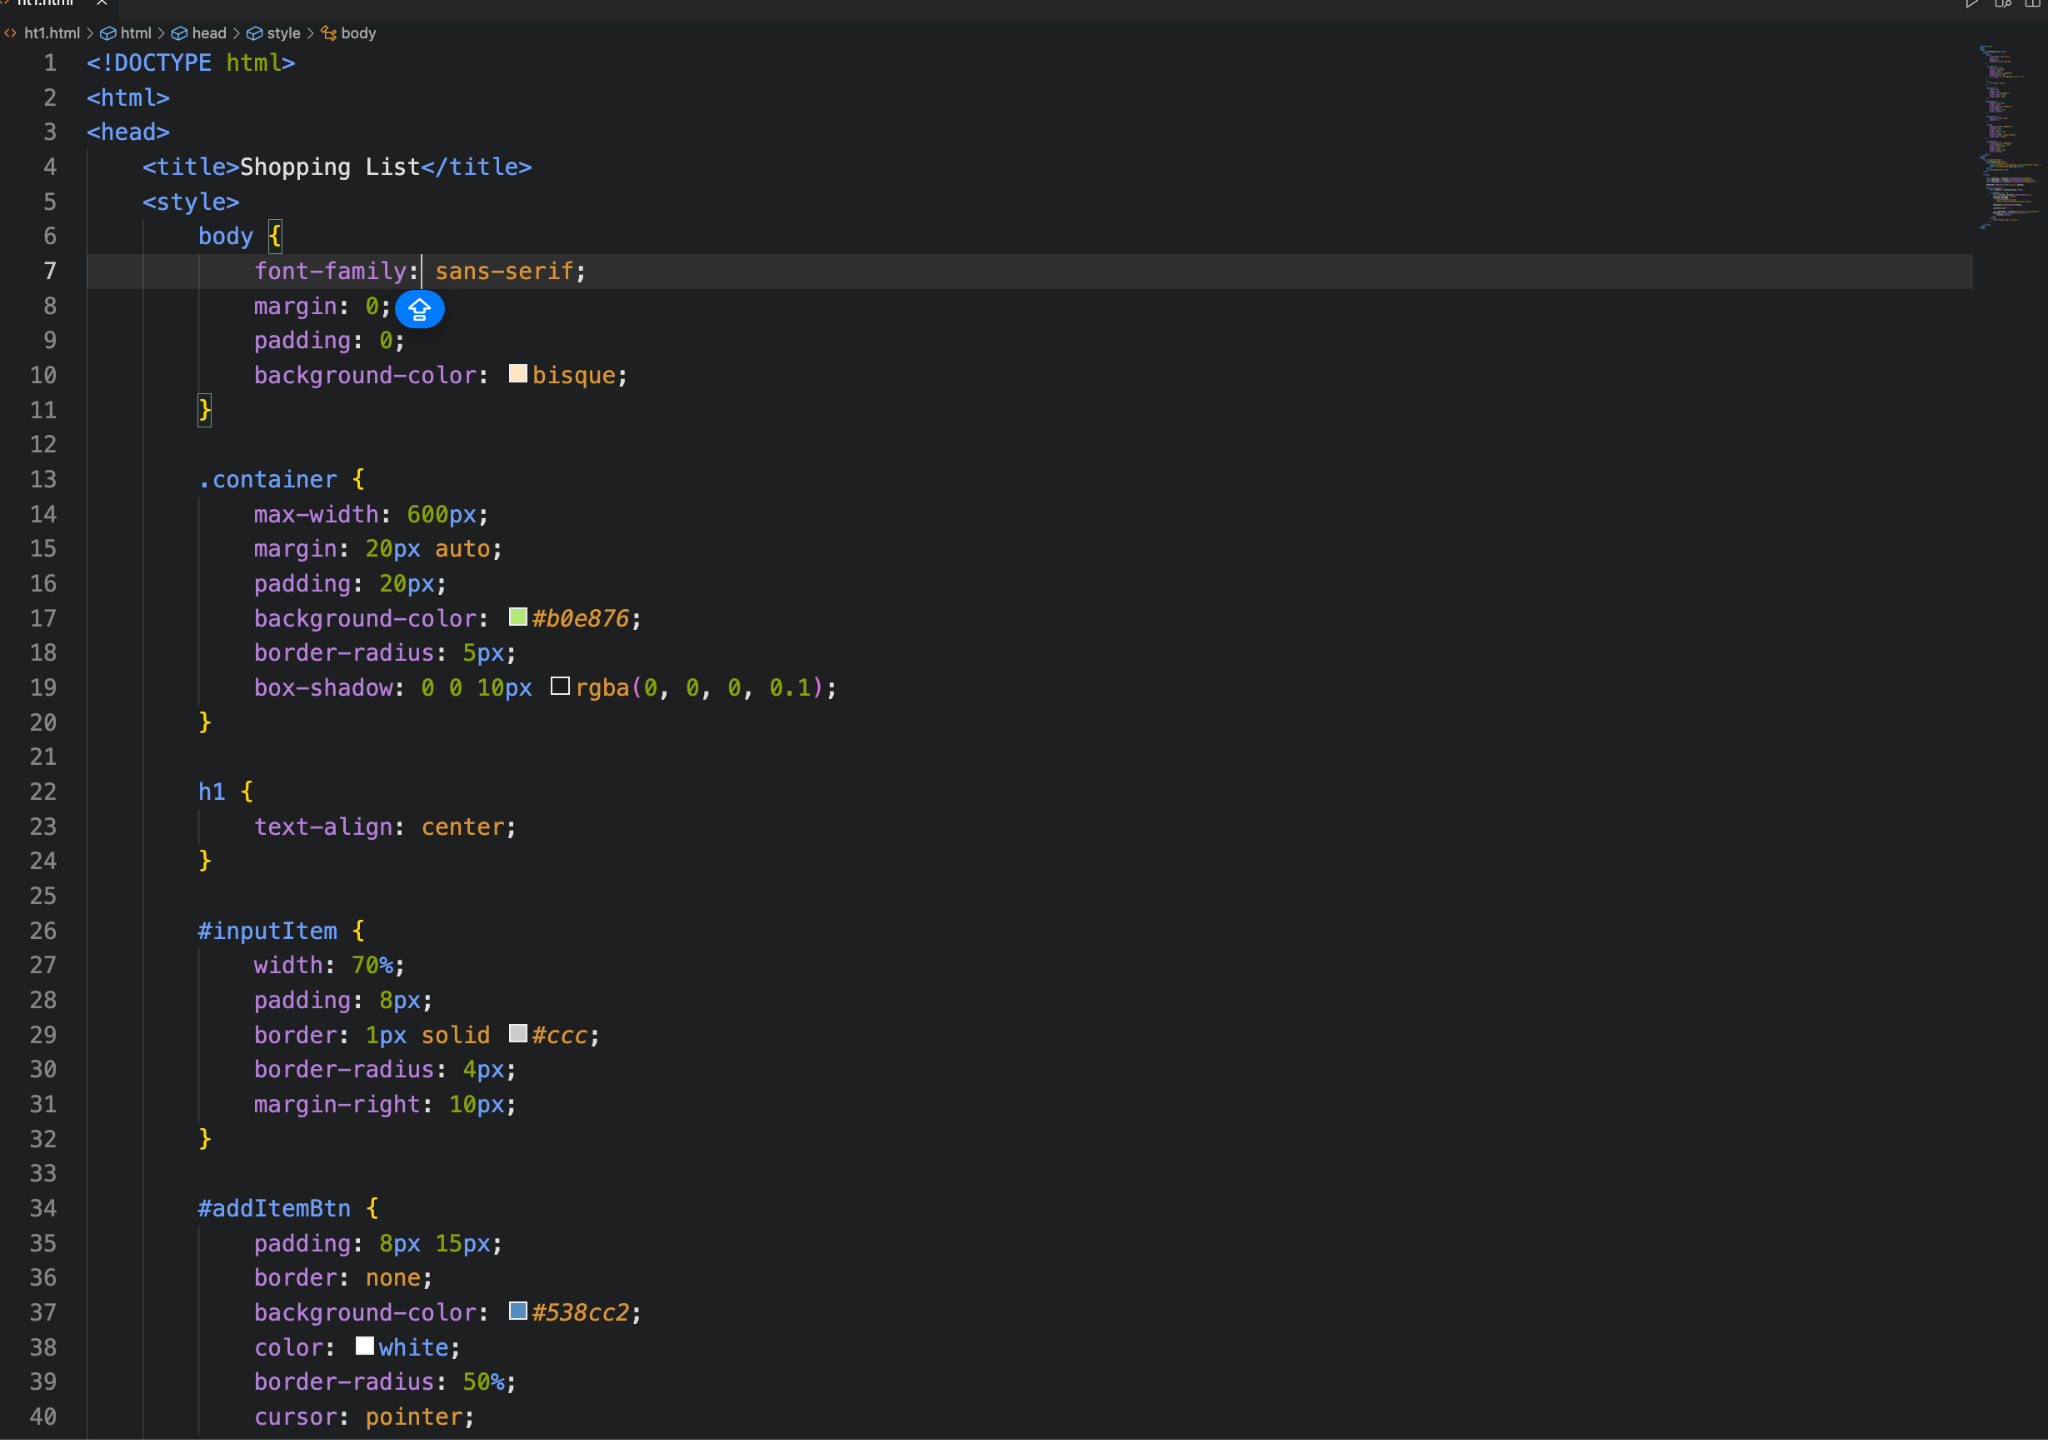 ht1.html
ht1.html > html > head > style > body
1 <!DOCTYPE html>
2 <html>
3 <head>
4     <title>Shopping List</title>
5     <style>
6         body {
7             font-family: sans-serif;
8             margin: 0;
9             padding: 0;
10             background-color: bisque;
11         }
12
13         .container {
14             max-width: 600px;
15             margin: 20px auto;
16             padding: 20px;
17             background-color: #b0e876;
18             border-radius: 5px;
19             box-shadow: 0 0 10px rgba(0, 0, 0, 0.1);
20         }
21
22         h1 {
23             text-align: center;
24         }
25
26         #inputItem {
27             width: 70%;
28             padding: 8px;
29             border: 1px solid #ccc;
30             border-radius: 4px;
31             margin-right: 10px;
32         }
33
34         #addItemBtn {
35             padding: 8px 15px;
36             border: none;
37             background-color: #538cc2;
38             color: white;
39             border-radius: 50%;
40             cursor: pointer;